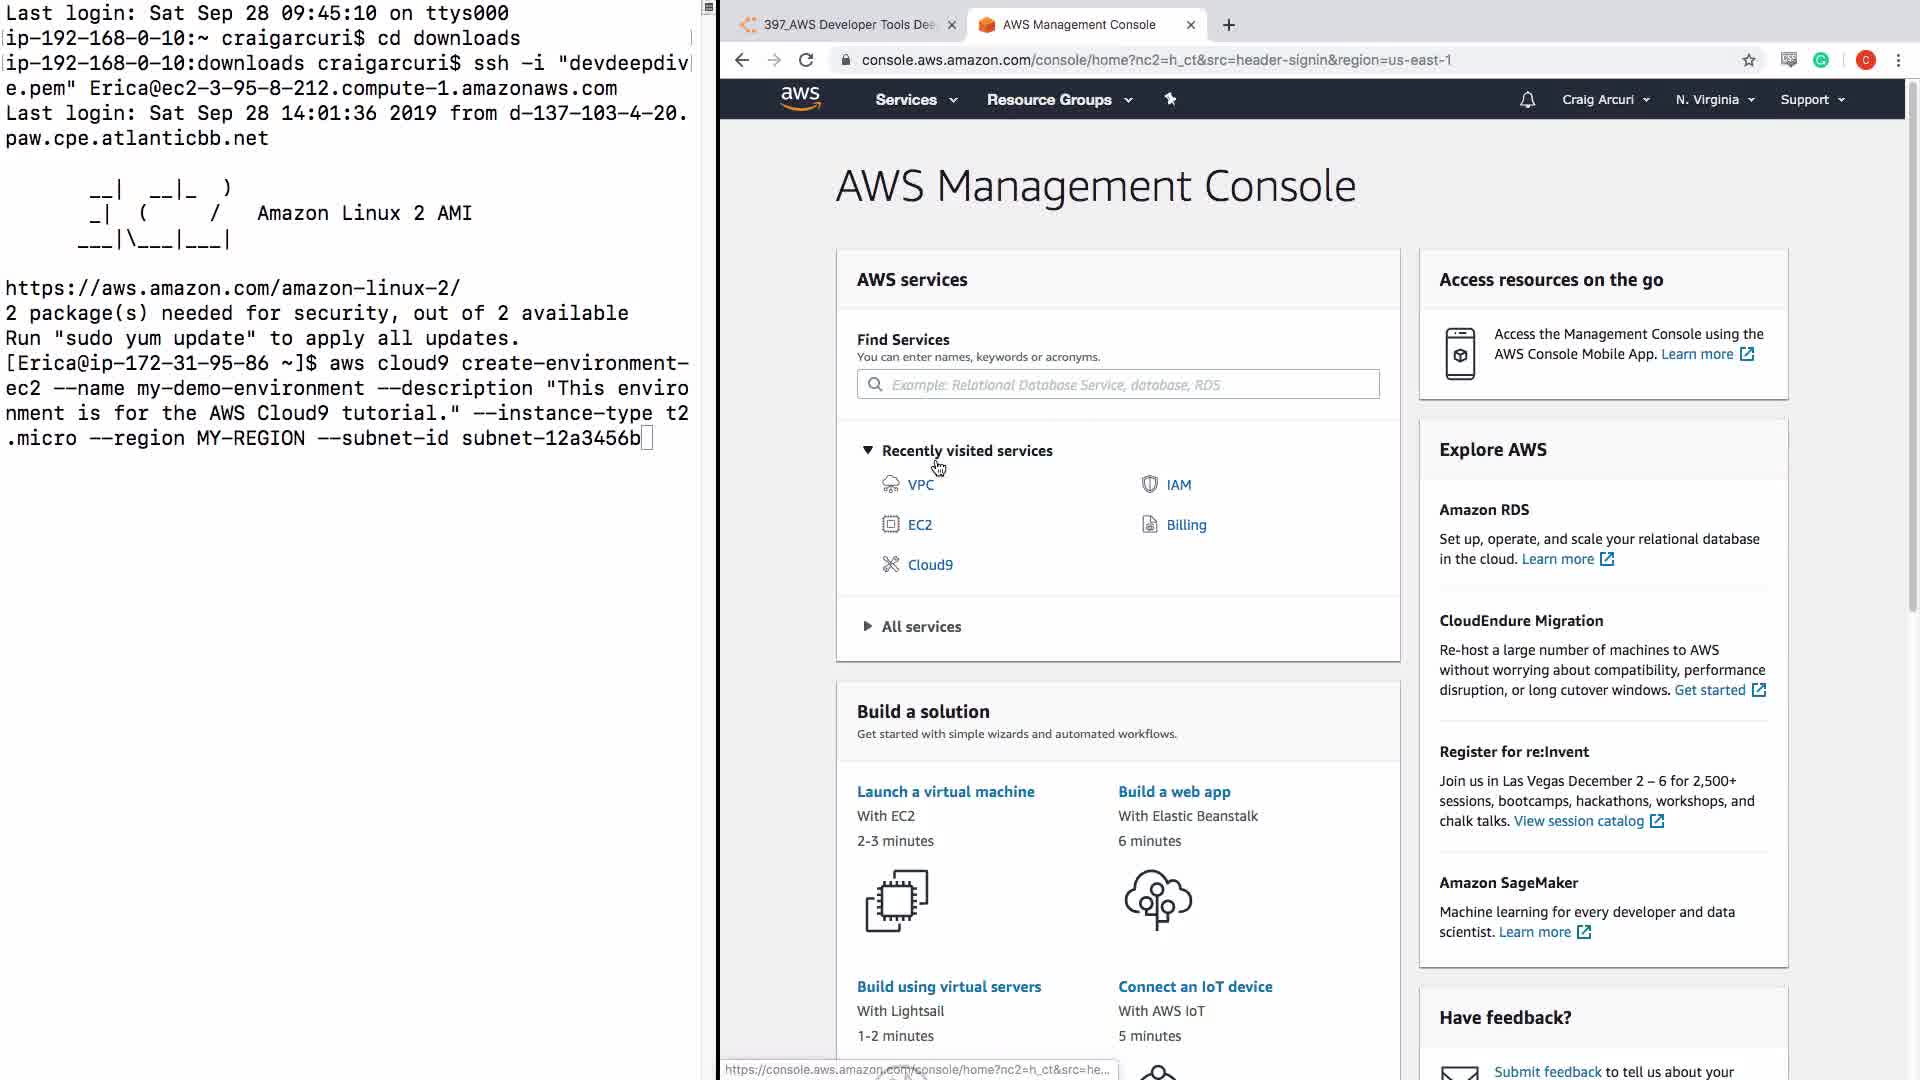 Last login: Sat Sep 28 09:45:10 on ttys000
ip-192-168-0-10:~ craigarcuri$ cd downloads
ip-192-168-0-10:downloads craigarcuri$ ssh -i "devdeepdiv
e.pem" Erica@ec2-3-95-8-212.compute-1.amazonaws.com
Last login: Sat Sep 28 14:01:36 2019 from d-137-103-4-20.
paw.cpe.atlanticbb.net
__|  __|_  )
_|  (     /   Amazon Linux 2 AMI
___|\___|___|
https://aws.amazon.com/amazon-linux-2/
2 package(s) needed for security, out of 2 available
Run "sudo yum update" to apply all updates.
[Erica@ip-172-31-95-86 ~]$ aws cloud9 create-environment-
ec2 --name my-demo-environment --description "This enviro
nment is for the AWS Cloud9 tutorial." --instance-type t2
.micro --region MY-REGION --subnet-id subnet-12a3456b
397_AWS Developer Tools Dee
AWS Management Console
console.aws.amazon.com/console/home?nc2=h_ct&src=header-signin&region=us-east-1
C
aws
Services
Resource Groups
Craig Arcuri
N. Virginia
Support
AWS Management Console
AWS services
Find Services
You can enter names, keywords or acronyms.
Example: Relational Database Service, database, RDS
Recently visited services
VPC
IAM
EC2
Billing
Cloud9
All services
Build a solution
Get started with simple wizards and automated workflows.
Launch a virtual machine
With EC2
2-3 minutes
Build a web app
With Elastic Beanstalk
6 minutes
Build using virtual servers
With Lightsail
1-2 minutes
Connect an IoT device
With AWS IoT
5 minutes
Access resources on the go
Access the Management Console using the
AWS Console Mobile App. Learn more
Explore AWS
Amazon RDS
Set up, operate, and scale your relational database
in the cloud. Learn more
CloudEndure Migration
Re-host a large number of machines to AWS
without worrying about compatibility, performance
disruption, or long cutover windows. Get started
Register for re:Invent
Join us in Las Vegas December 2 – 6 for 2,500+
sessions, bootcamps, hackathons, workshops, and
chalk talks. View session catalog
Amazon SageMaker
Machine learning for every developer and data
scientist. Learn more
Have feedback?
Submit feedback to tell us about your
https://console.aws.amazon.com/console/home?nc2=h_ct&src=he...